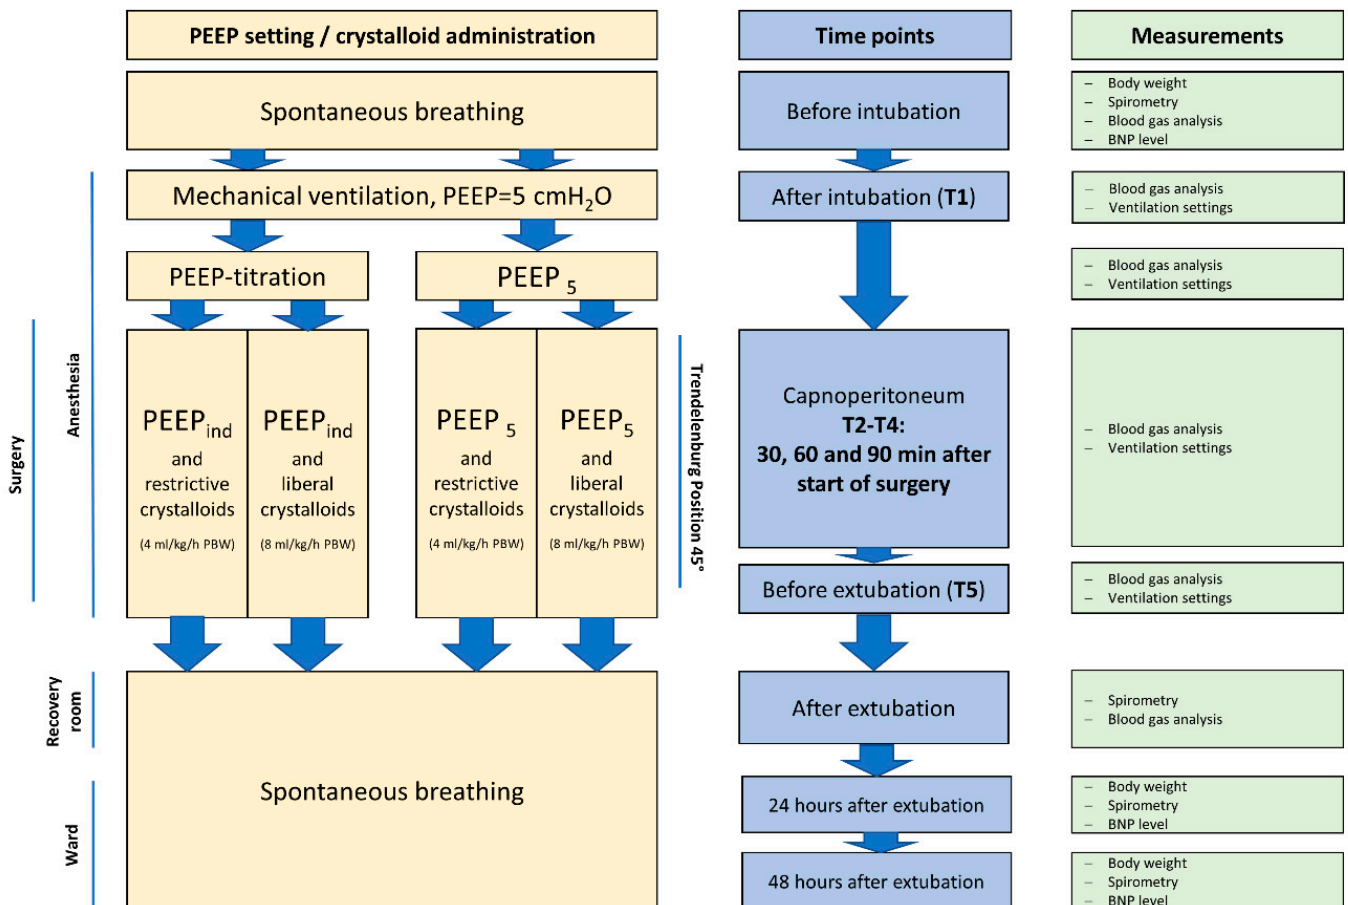 PEEP setting / crystalloid administration
Time points
Measurements
Spontaneous breathing
Before intubation
– Body weight
– Spirometry
– Blood gas analysis
– BNP level
Mechanical ventilation, PEEP=5 cmH₂O
After intubation (T1)
– Blood gas analysis
– Ventilation settings
PEEP-titration
PEEP ₅
– Blood gas analysis
– Ventilation settings
Surgery
Anesthesia
PEEPᵢₙd
and
restrictive
crystalloids
(4 ml/kg/h PBW)
PEEPᵢₙd
and
liberal
crystalloids
(8 ml/kg/h PBW)
PEEP ₅
and
restrictive
crystalloids
(4 ml/kg/h PBW)
PEEP₅
and
liberal
crystalloids
(8 ml/kg/h PBW)
Trendelenburg Position 45°
Capnoperitoneum
T2-T4:
30, 60 and 90 min after
start of surgery
– Blood gas analysis
– Ventilation settings
Before extubation (T5)
– Blood gas analysis
– Ventilation settings
Recovery
room
Spontaneous breathing
After extubation
– Spirometry
– Blood gas analysis
Ward
24 hours after extubation
– Body weight
– Spirometry
– BNP level
48 hours after extubation
– Body weight
– Spirometry
– BNP level